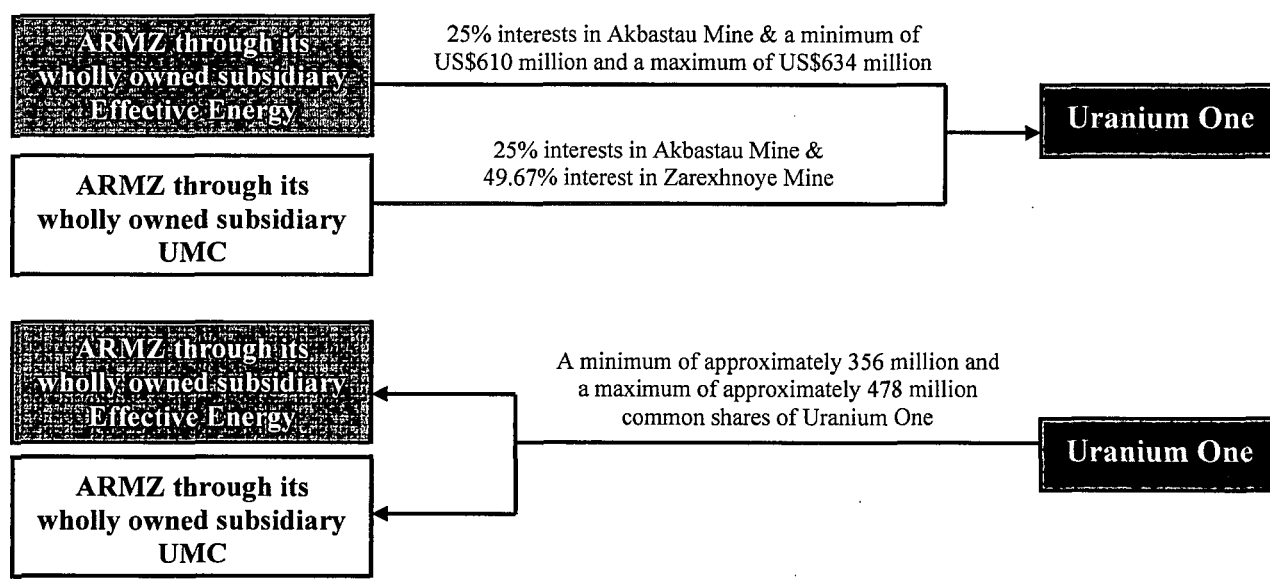 ARMZ through its
wholly owned subsidiary
Effective Energy
25% interests in Akbastau Mine & a minimum of
US$610 million and a maximum of US$634 million
Uranium One
25% interests in Akbastau Mine &
49.67% interest in Zarexhnoye Mine
ARMZ through its
wholly owned subsidiary
UMC
ARMZ through its
wholly owned subsidiary
Effective Energy
A minimum of approximately 356 million and
a maximum of approximately 478 million
common shares of Uranium One
Uranium One
ARMZ through its
wholly owned subsidiary
UMC